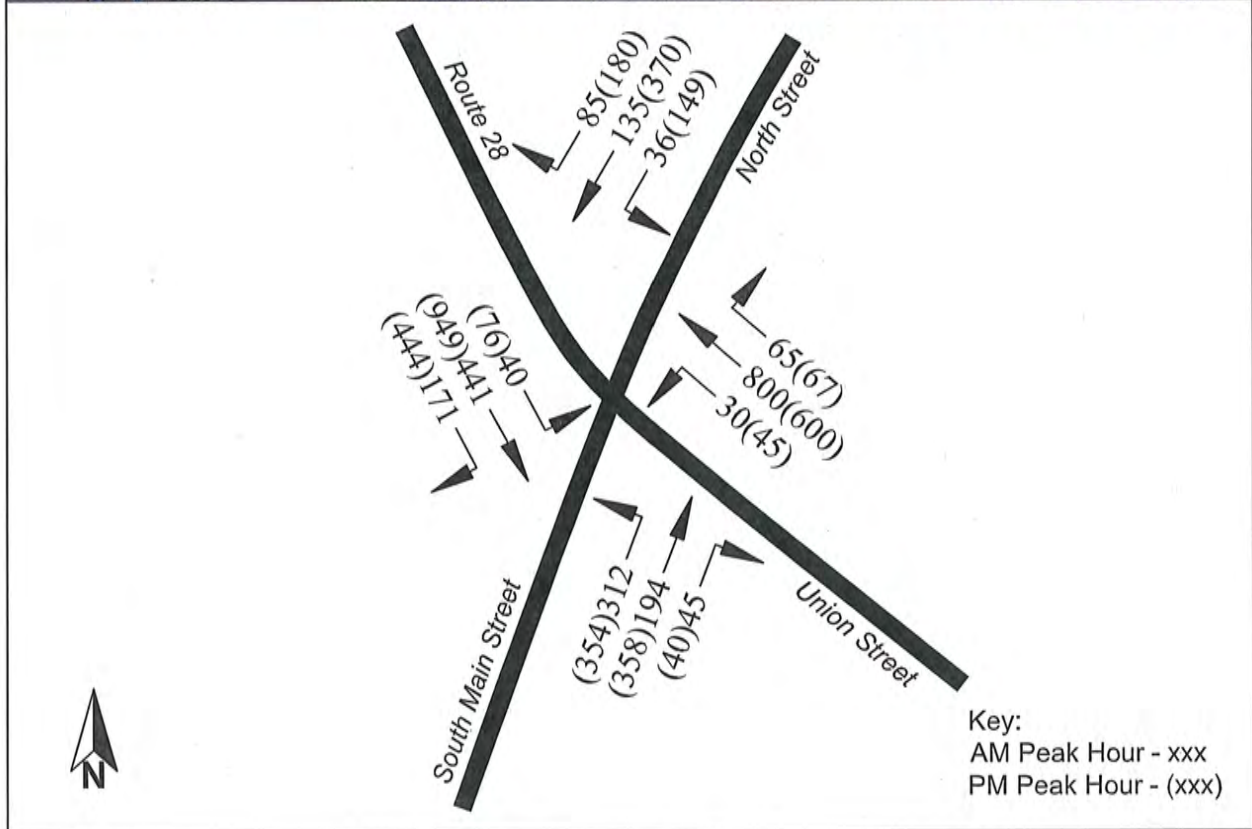 Route 28
85(180)
135(370)
36(149)
North Street
(76)40
(949)441
(444)171
65(67)
800(600)
30(45)
(354)312
(358)194
(40)45
South Main Street
Union Street
N
Key:
AM Peak Hour - xxx
PM Peak Hour - (xxx)